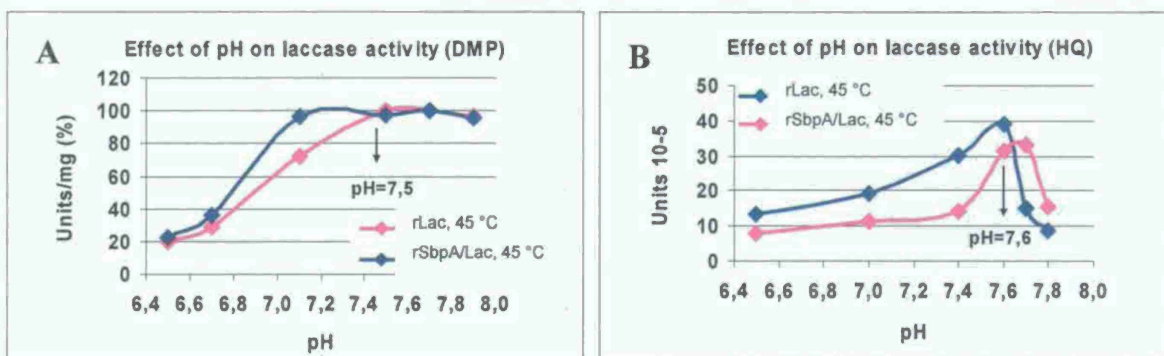 A
Effect of pH on laccase activity (DMP)
Units/mg (%)
120
100
80
60
40
20
0
pH=7,5
rLac, 45 °C
rSbpA/Lac, 45 °C
6,4 6,6 6,8 7,0 7,2 7,4 7,6 7,8 8,0
pH
B
Effect of pH on laccase activity (HQ)
Units 10-5
50
40
30
20
10
0
rLac, 45 °C
rSbpA/Lac, 45 °C
pH=7,6
6,4 6,6 6,8 7,0 7,2 7,4 7,6 7,8 8,0
pH